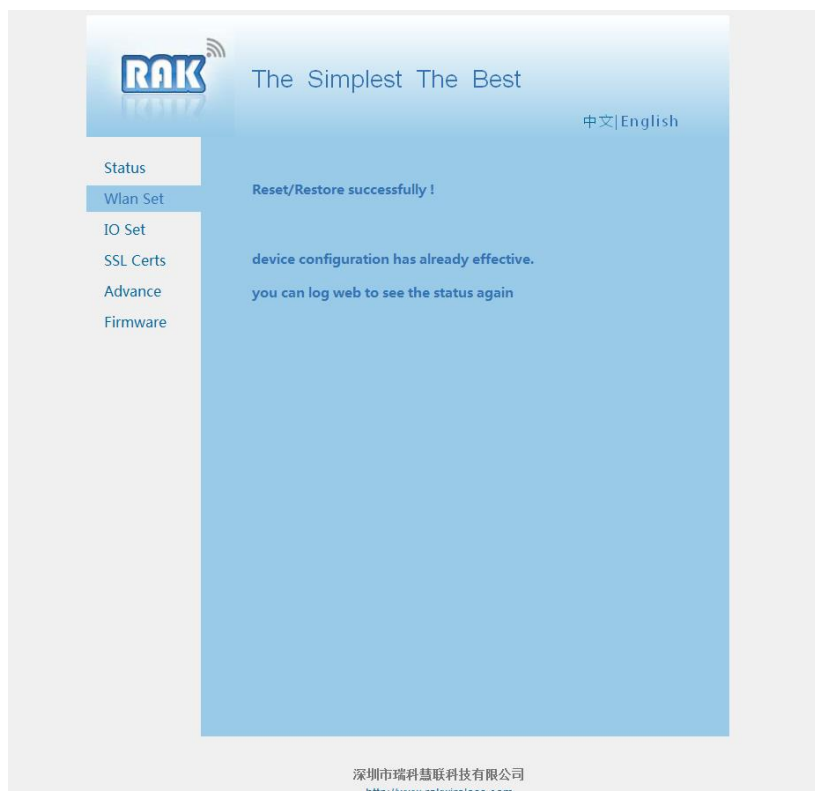 RAK
The Simplest The Best
中文|English
Status
Wlan Set
IO Set
SSL Certs
Advance
Firmware
Reset/Restore successfully !
device configuration has already effective.
you can log web to see the status again
深圳市瑞科慧联科技有限公司